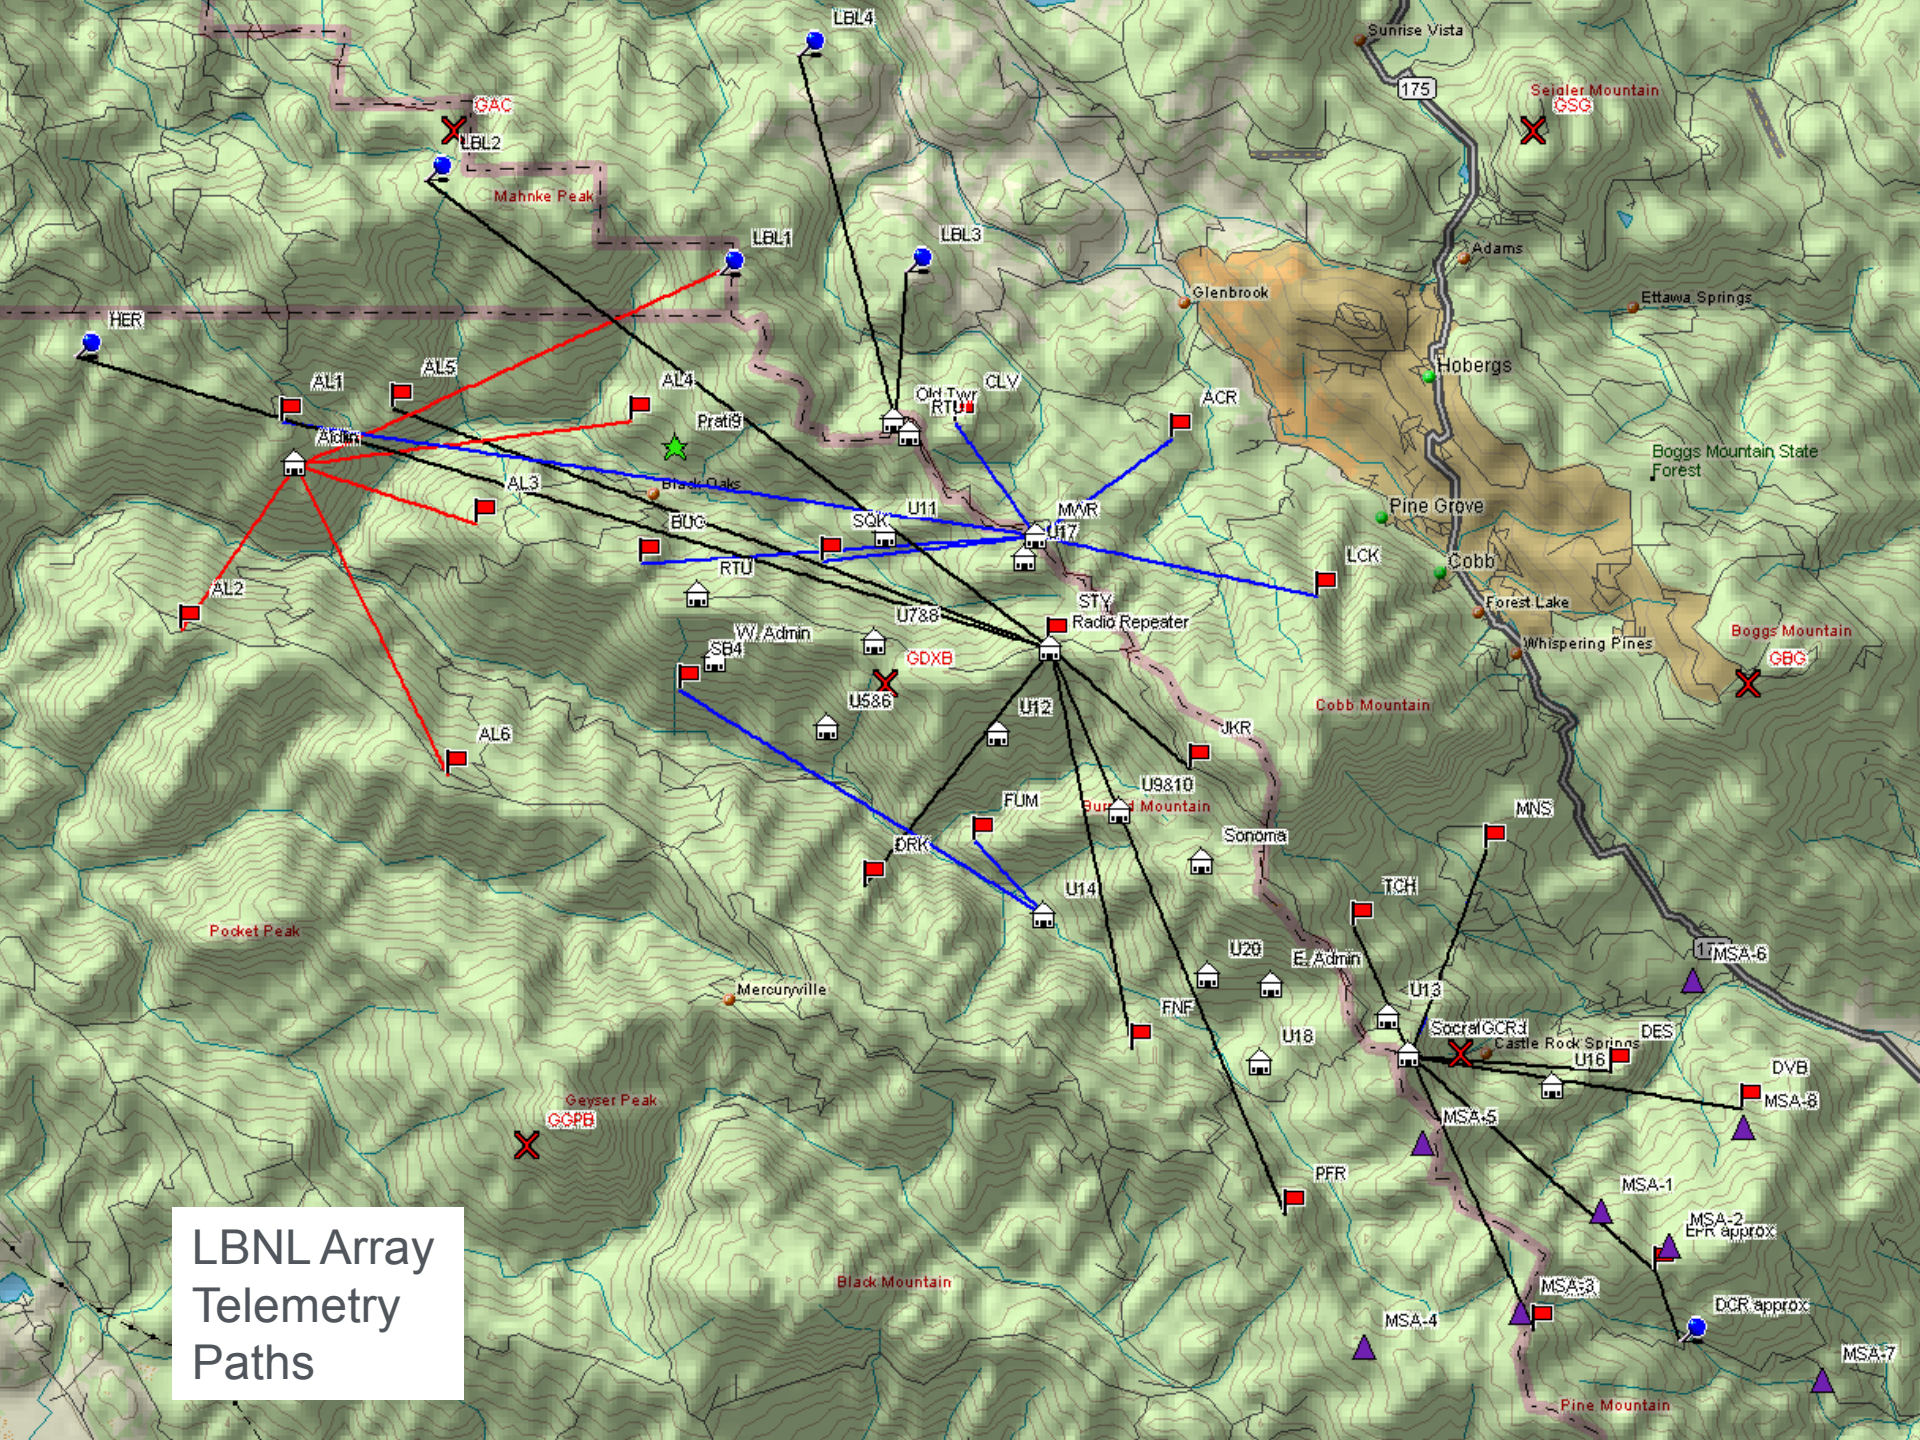 LBL4
Sunrise Vista
175
Seigler Mountain
GSG
GAC
LBL2
Mahnke Peak
LBL1
LBL3
Adams
Glenbrook
Ettawa Springs
HER
Hobergs
AL5
AL1
AL4
Old Twr
CLV
RTU
ACR
Prati9
Boggs Mountain State
Forest
AL3
Black Oaks
BUC
SQK
U11
MWR
U17
Pine Grove
LCK
Cobb
RTU
AL2
STY
Radio Repeater
Forest Lake
U7&8
W. Admin
SB4
GDXB
Whispering Pines
Boggs Mountain
GBG
U5&6
U12
Cobb Mountain
JKR
AL6
U9&10
FUM
MNS
Sonoma
DRK
U14
TCH
Pocket Peak
U20
E. Admin
MSA-6
Mercuryville
U13
FNF
U18
DES
Castle Rock Springs
U16
DVB
MSA-8
Geyser Peak
GGPB
MSA-5
PFR
MSA-1
MSA-2
EPR approx
Black Mountain
MSA-3
DCR approx
MSA-4
MSA-7
Pine Mountain
LBNL Array
Telemetry
Paths